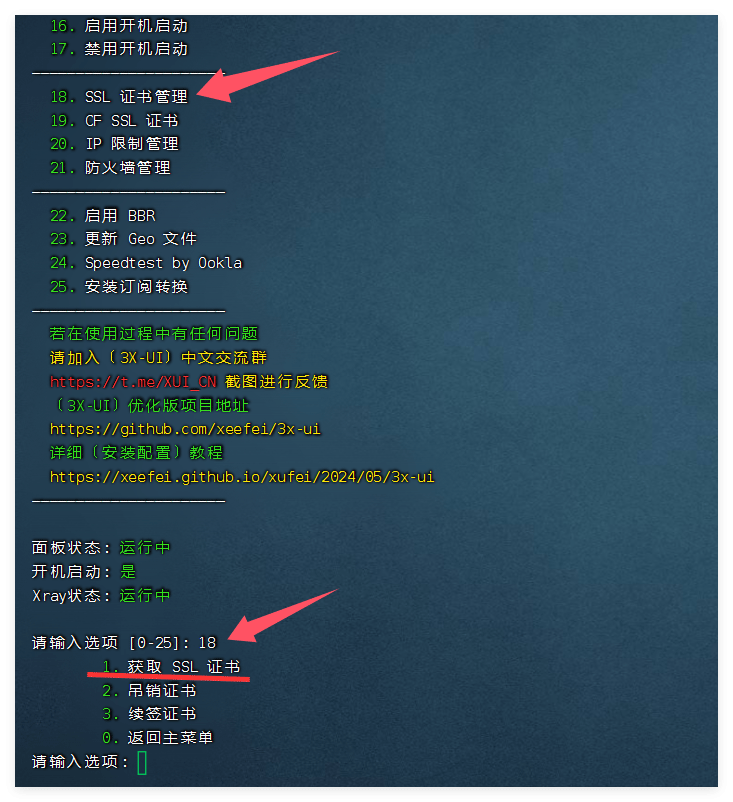 16. 启用开机启动
17. 禁用开机启动
————————————————
18. SSL 证书管理
19. CF SSL 证书
20. IP 限制管理
21. 防火墙管理
————————————————
22. 启用 BBR
23. 更新 Geo 文件
24. Speedtest by Ookla
25. 安装订阅转换
————————————————
若在使用过程中有任何问题
请加入〔3X-UI〕中文交流群
https://t.me/XUI_CN 截图进行反馈
〔3X-UI〕优化版项目地址
https://github.com/xeefei/3x-ui
详细〔安装配置〕教程
https://xeefei.github.io/xufei/2024/05/3x-ui
————————————————
面板状态: 运行中
开机启动: 是
Xray状态: 运行中
请输入选项 [0-25]: 18
1. 获取 SSL 证书
2. 吊销证书
3. 续签证书
0. 返回主菜单
请输入选项: